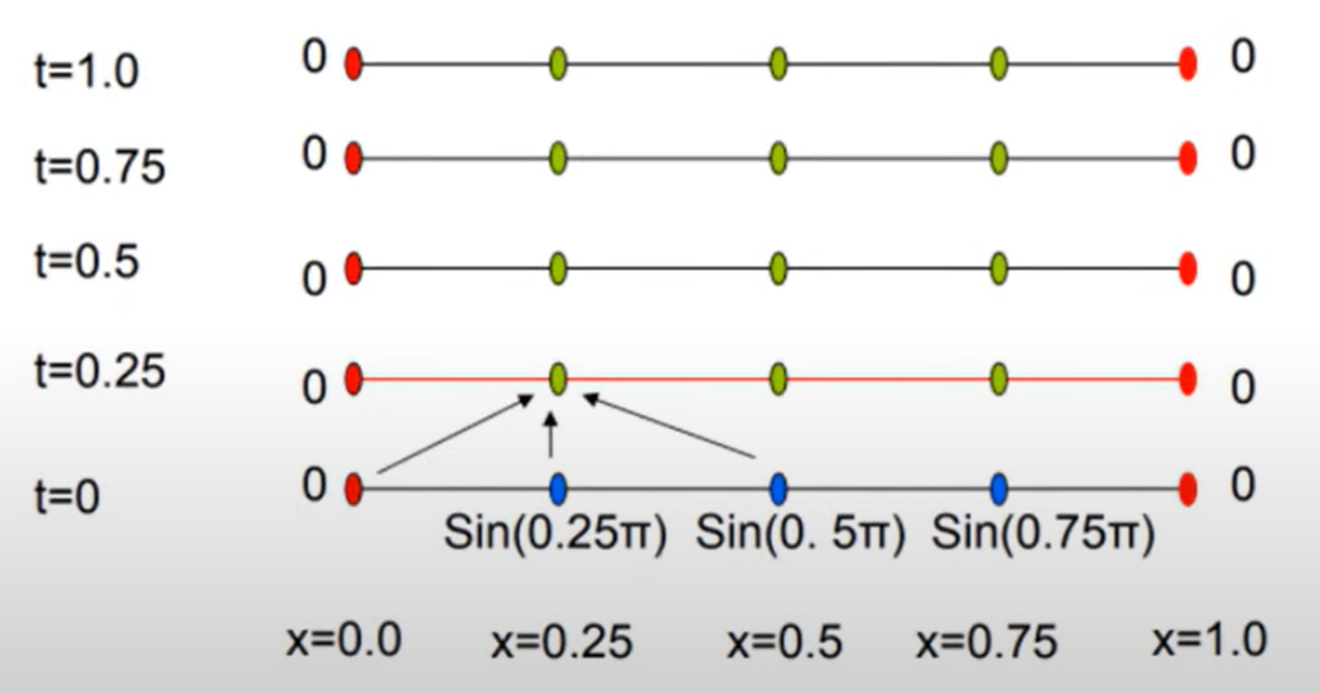 t=1.0 0 0
t=0.75 0 0
t=0.5 0 0
t=0.25 0 0
t=0 0 0
Sin(0.25π) Sin(0. 5π) Sin(0.75π)
x=0.0 x=0.25 x=0.5 x=0.75 x=1.0